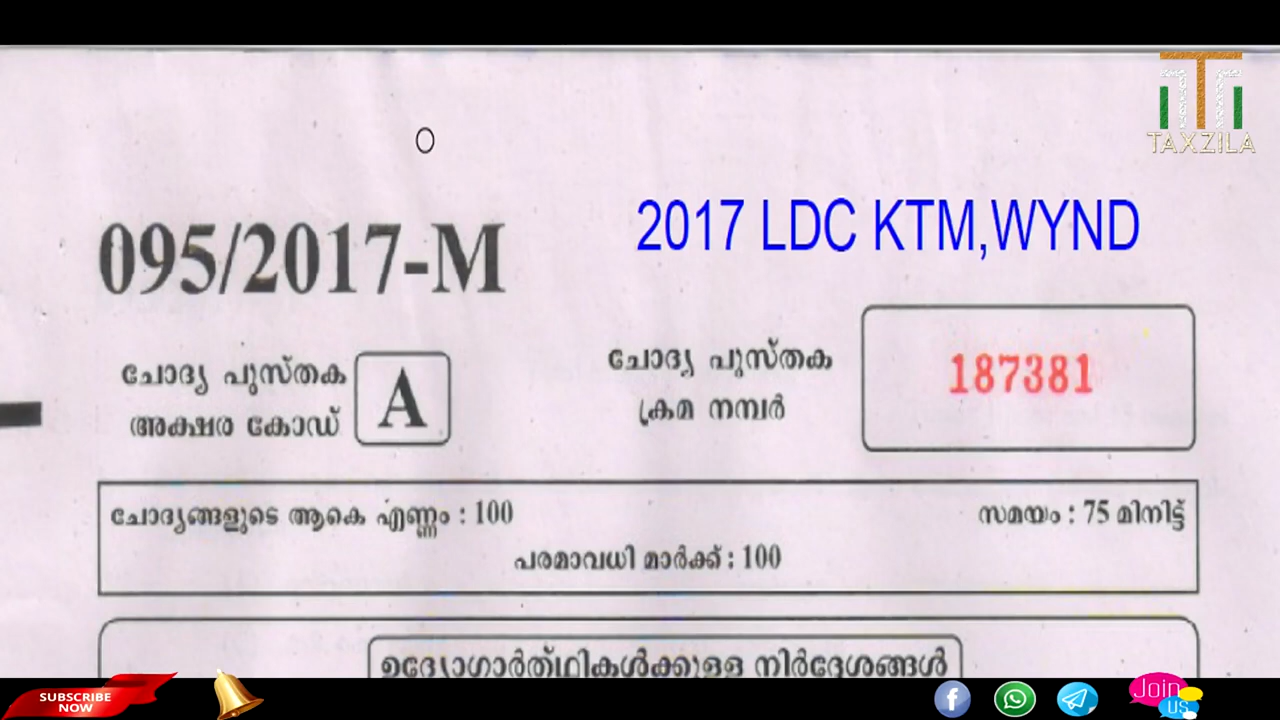 TAXZILA
O
095/2017-M
2017 LDC KTM,WYND
ചോദ്യ പുസ്തക
അക്ഷര കോഡ്
A
ചോദ്യ പുസ്തക
ക്രമ നമ്പർ
187381
ചോദ്യങ്ങളുടെ ആകെ എണ്ണം : 100
സമയം : 75 മിനിട്ട്
പരമാവധി മാർക്ക് : 100
ഉദ്യോഗാർത്ഥികൾക്കുള്ള നിർദ്ദേശങ്ങൾ
SUBSCRIBE
NOW
Join
us